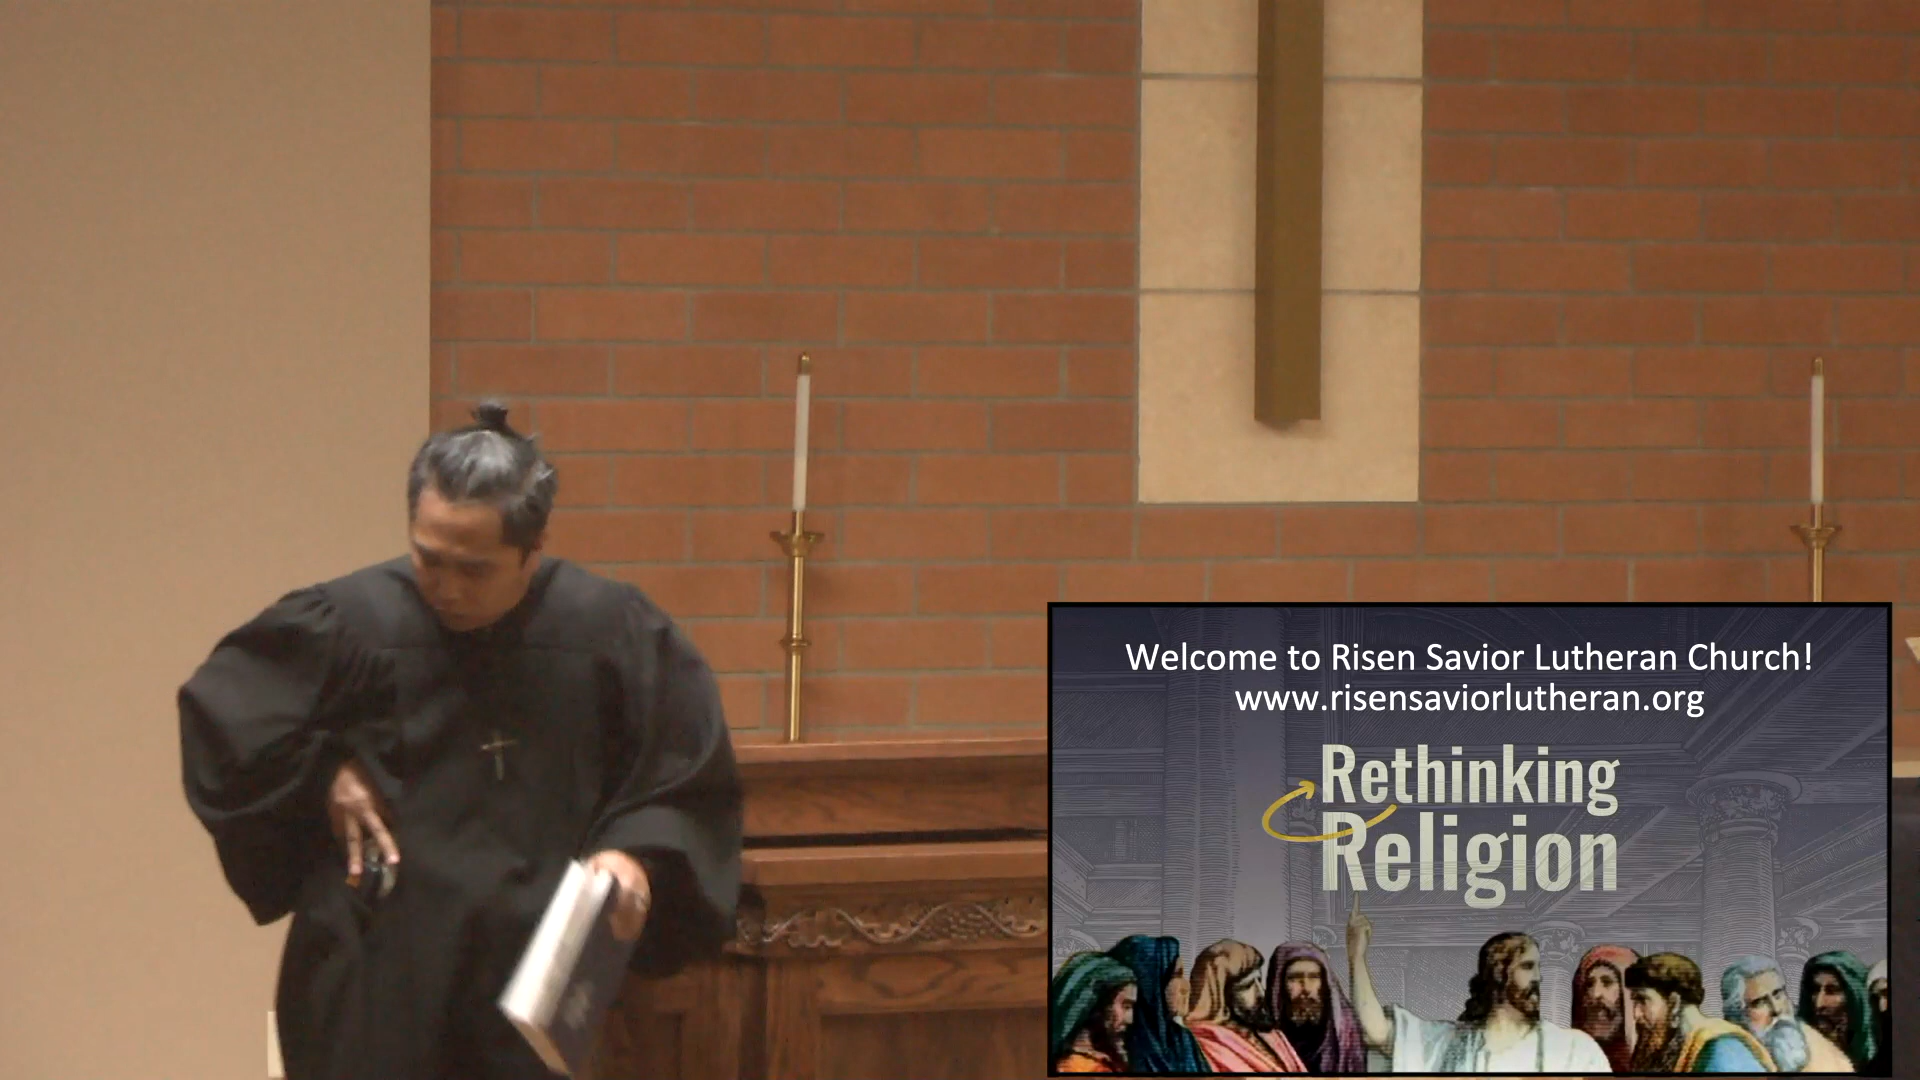 Welcome to Risen Savior Lutheran Church!
www.risensaviorlutheran.org
Rethinking
Religion